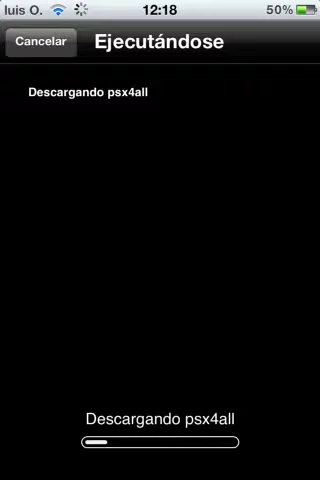 luis O. 12:18 50%
Cancelar Ejecutándose
Descargando psx4all
Descargando psx4all